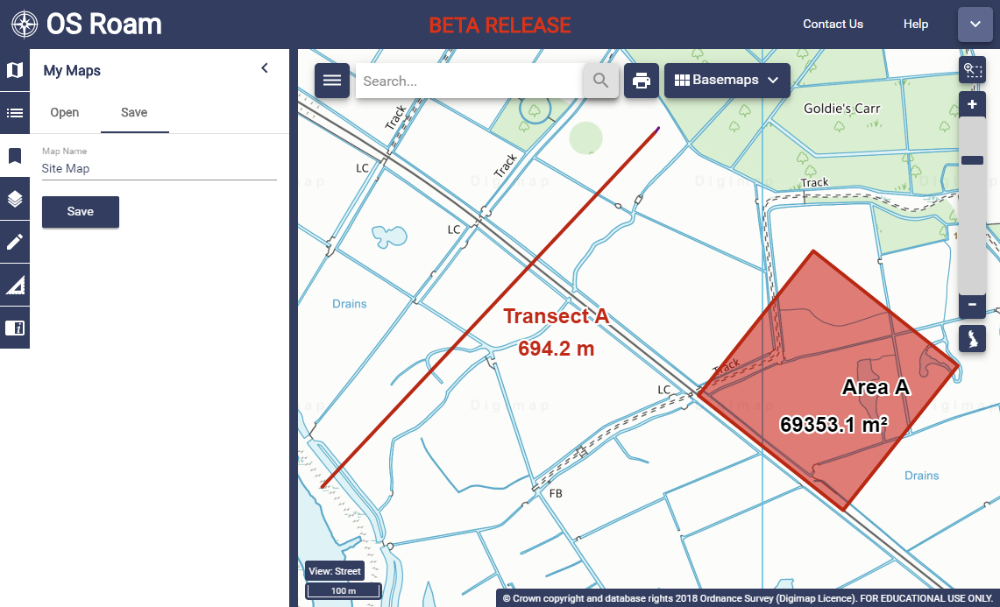 OS Roam
BETA RELEASE
Contact Us
Help
My Maps
Open
Save
Map Name
Site Map
Save
Search...
Basemaps
Goldie's Carr
Track
Track
Track
LC
LC
Digimap
Digimap
Drains
Transect A
694.2 m
Track
LC
Area A
69353.1 m²
Digimap
Drains
FB
View: Street
100 m
© Crown copyright and database rights 2018 Ordnance Survey (Digimap Licence). FOR EDUCATIONAL USE ONLY.